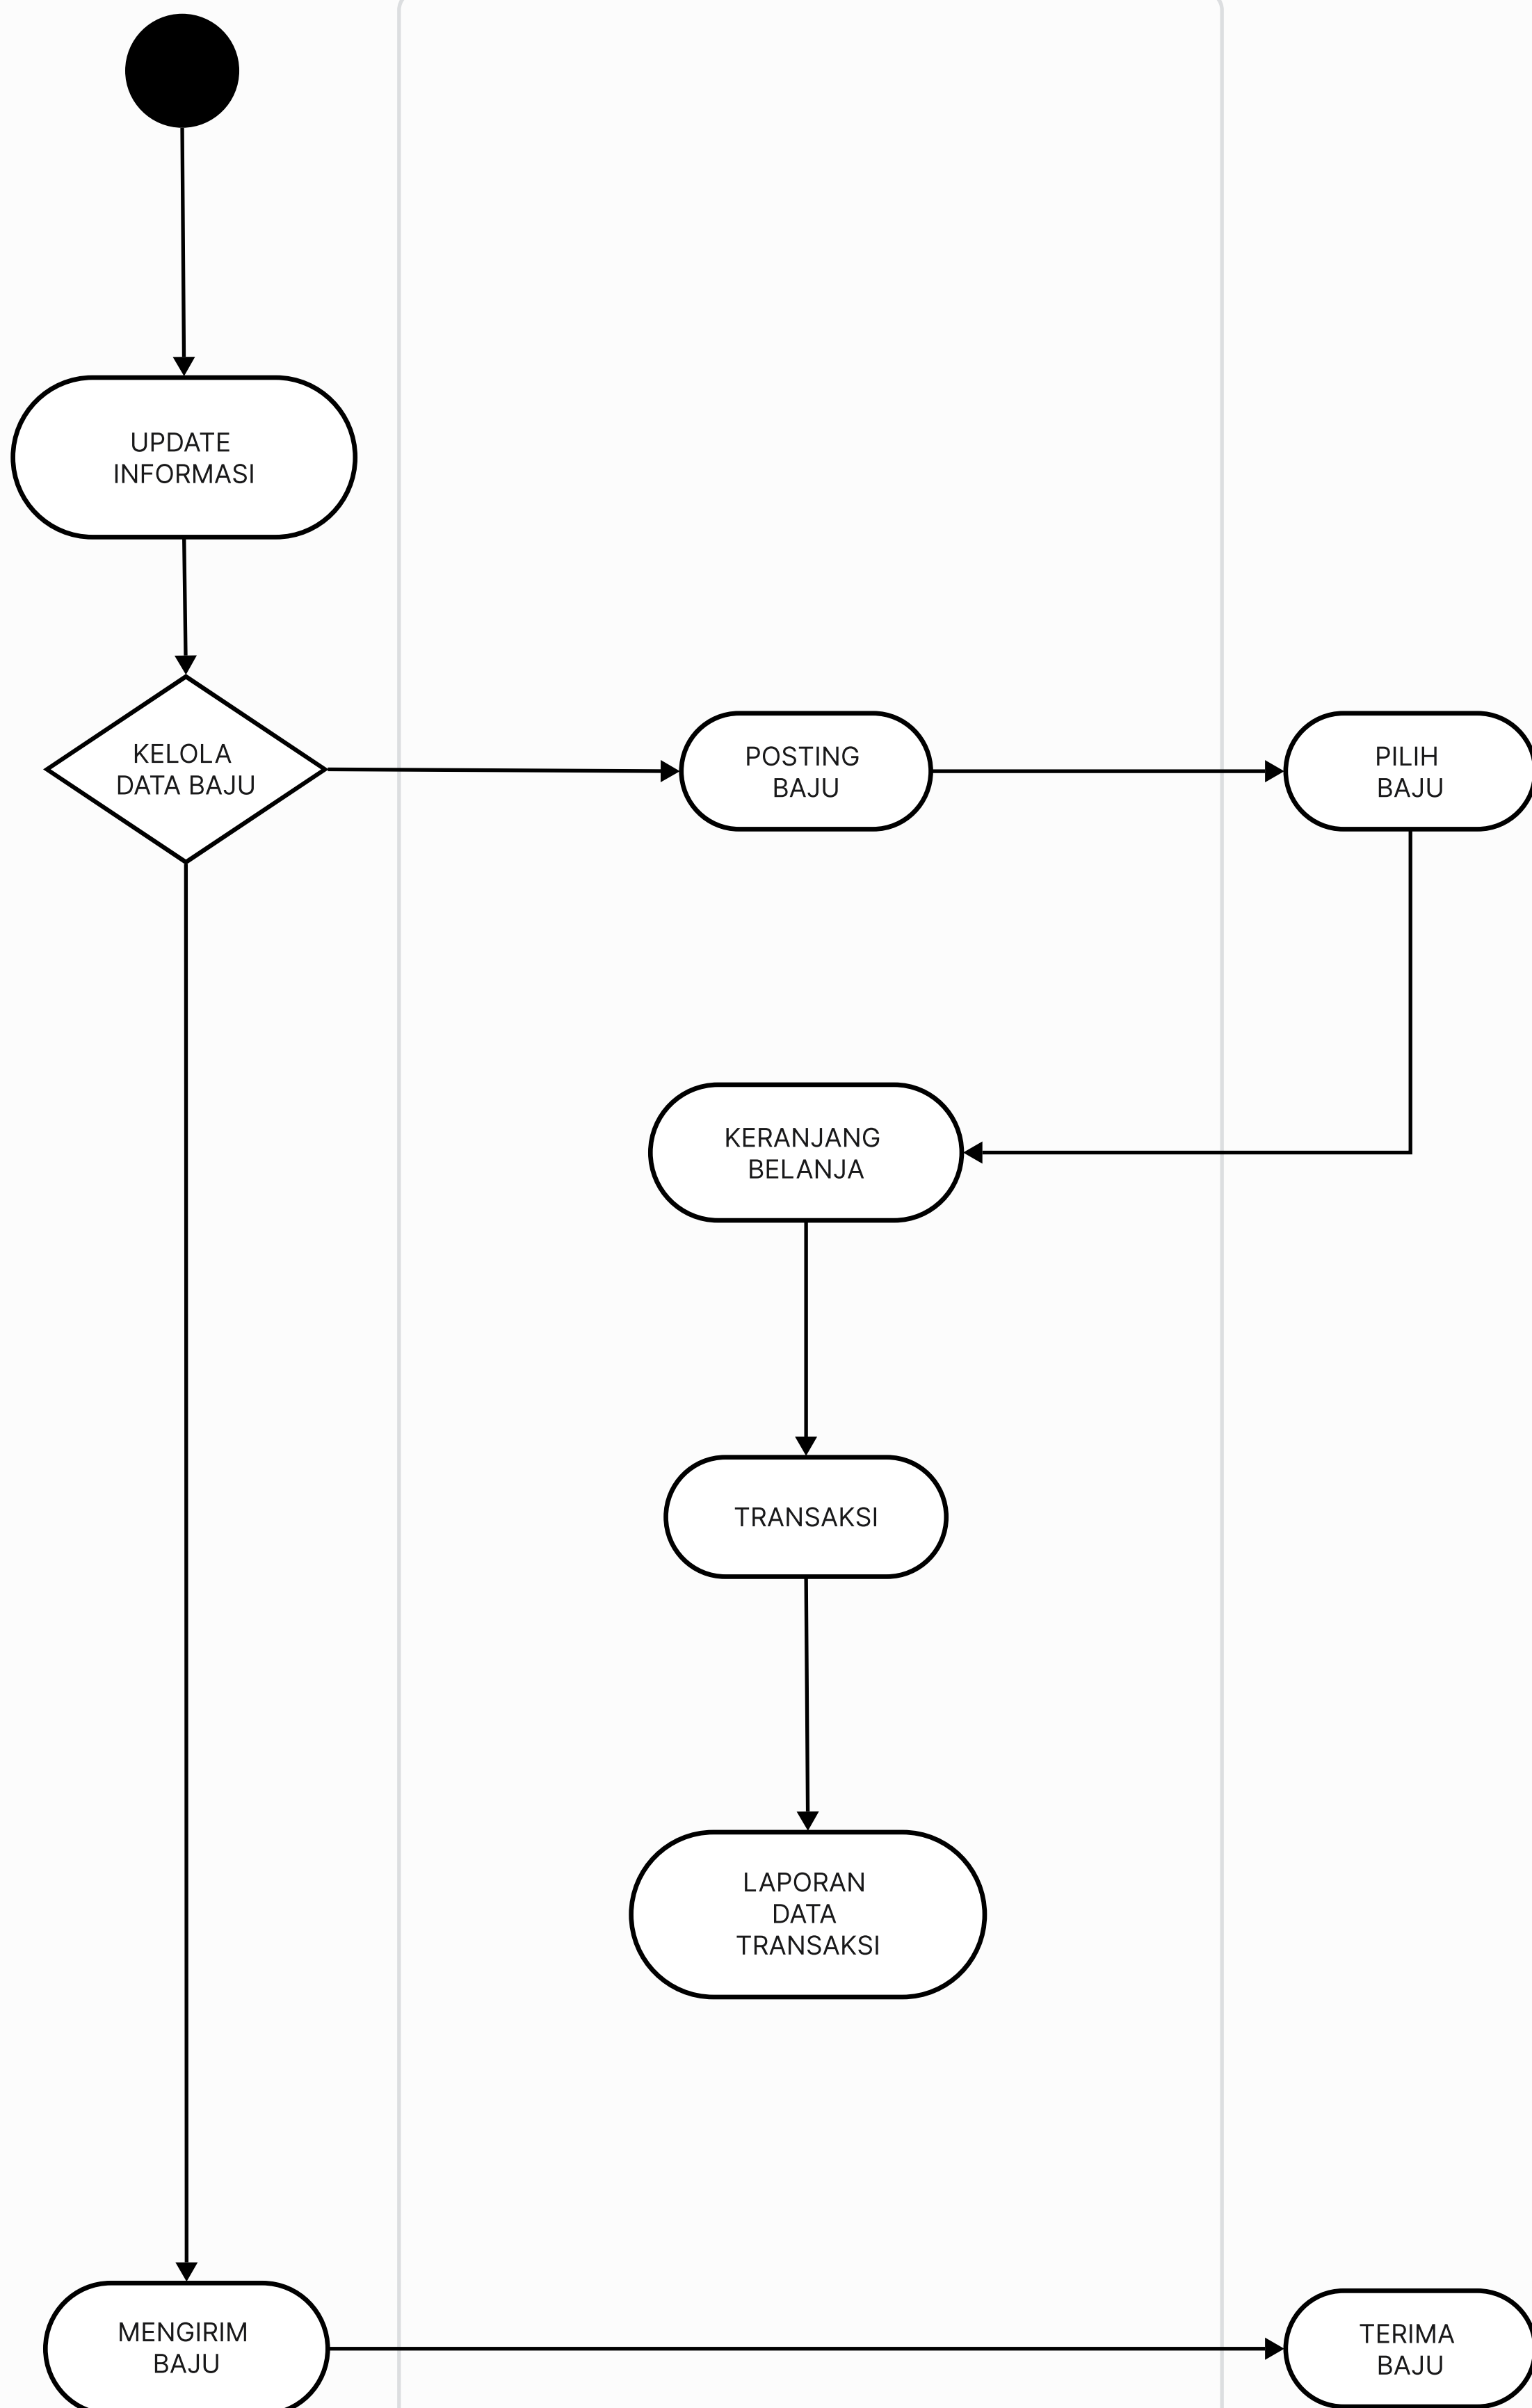 UPDATE
INFORMASI
KELOLA
DATA BAJU
POSTING
BAJU
PILIH
BAJU
KERANJANG
BELANJA
TRANSAKSI
LAPORAN
DATA
TRANSAKSI
MENGIRIM
BAJU
TERIMA
BAJU